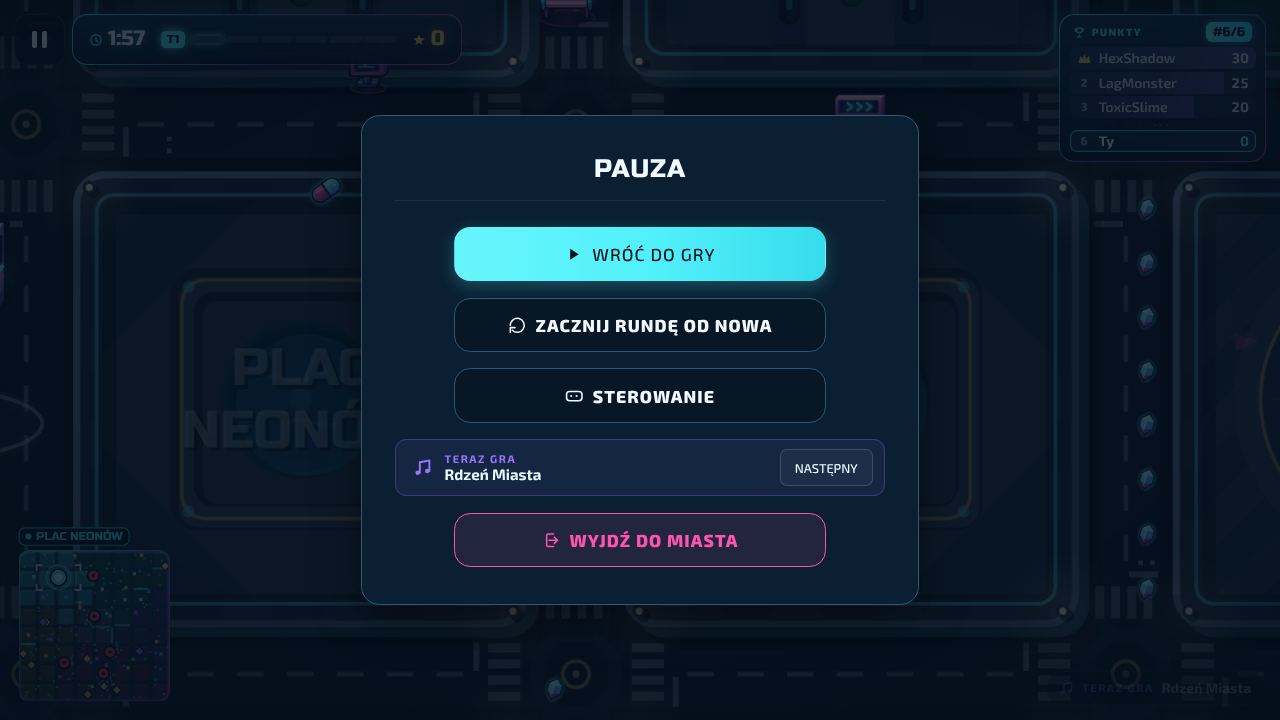 1:57
T1
0
PUNKTY
#6/6
HexShadow 30
2 LagMonster 25
3 ToxicSlime 20
6 Ty 0
PAUZA
WRÓĆ DO GRY
ZACZNIJ RUNDĘ OD NOWA
STEROWANIE
TERAZ GRA
Rdzeń Miasta
NASTĘPNY
WYJDŹ DO MIASTA
PLAC
NEONÓ
PLAC NEONÓW
TERAZ GRA Rdzeń Miasta